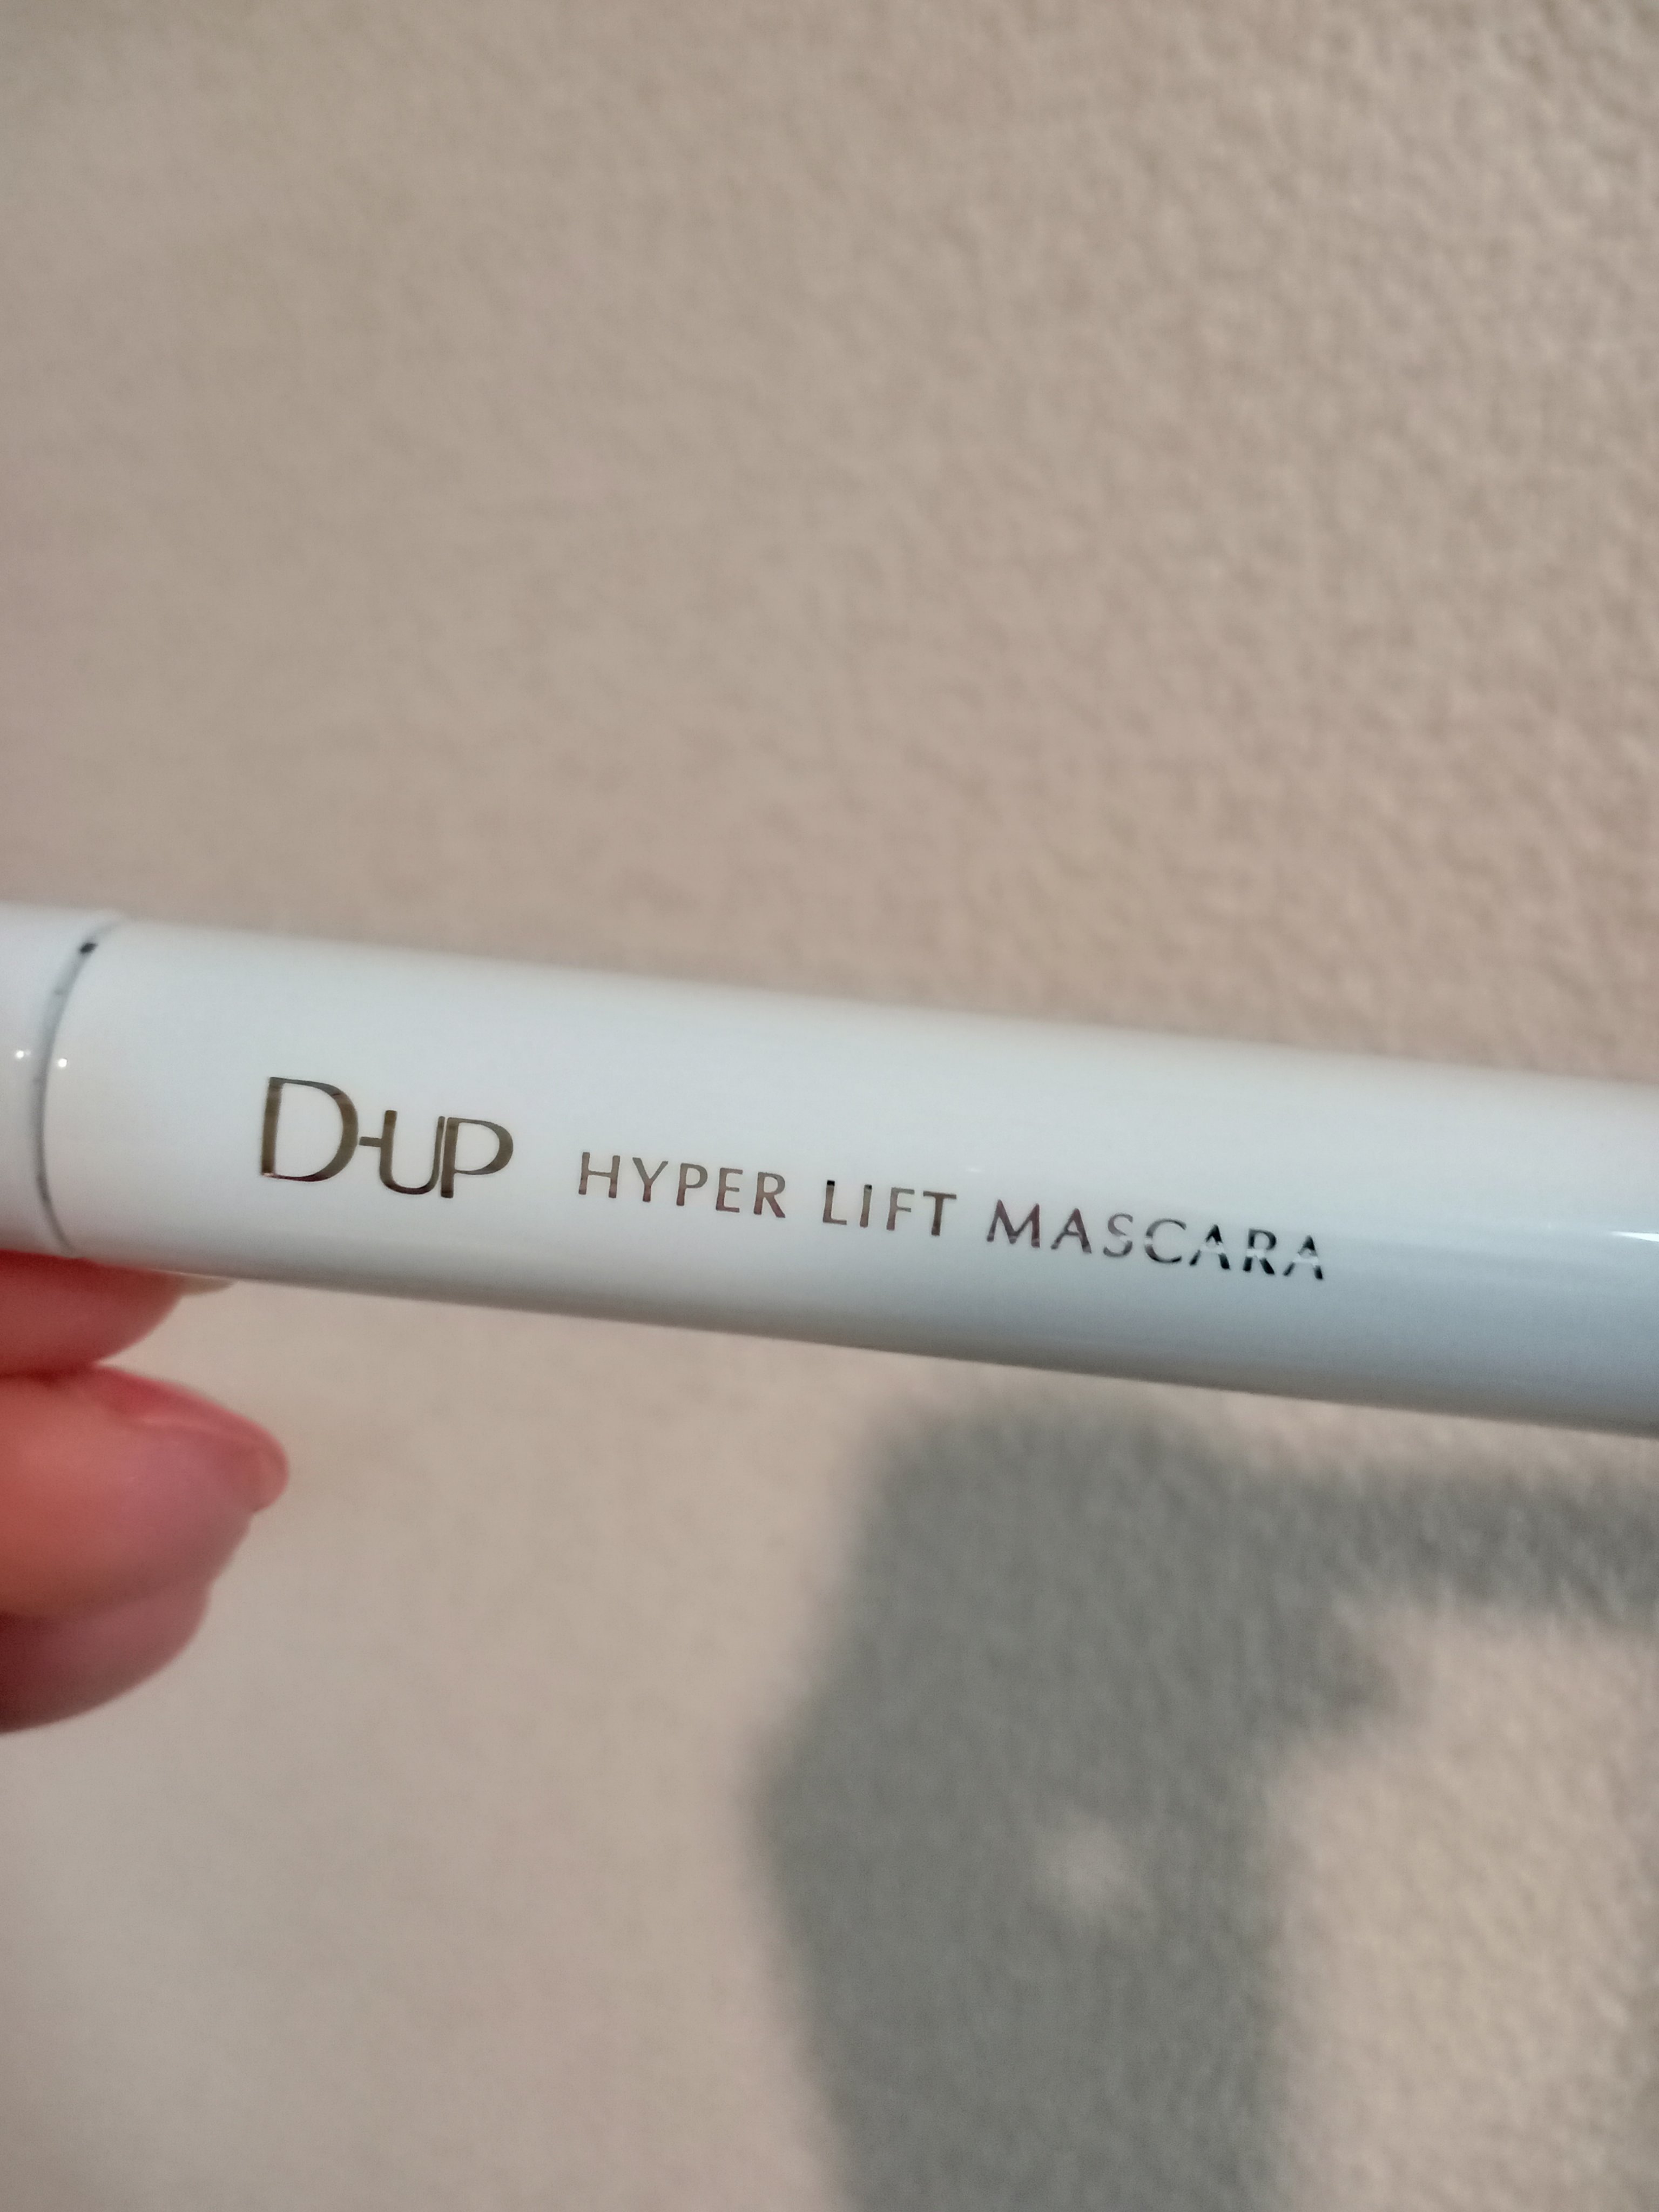 D-UP HYPER LIFT MASCARA